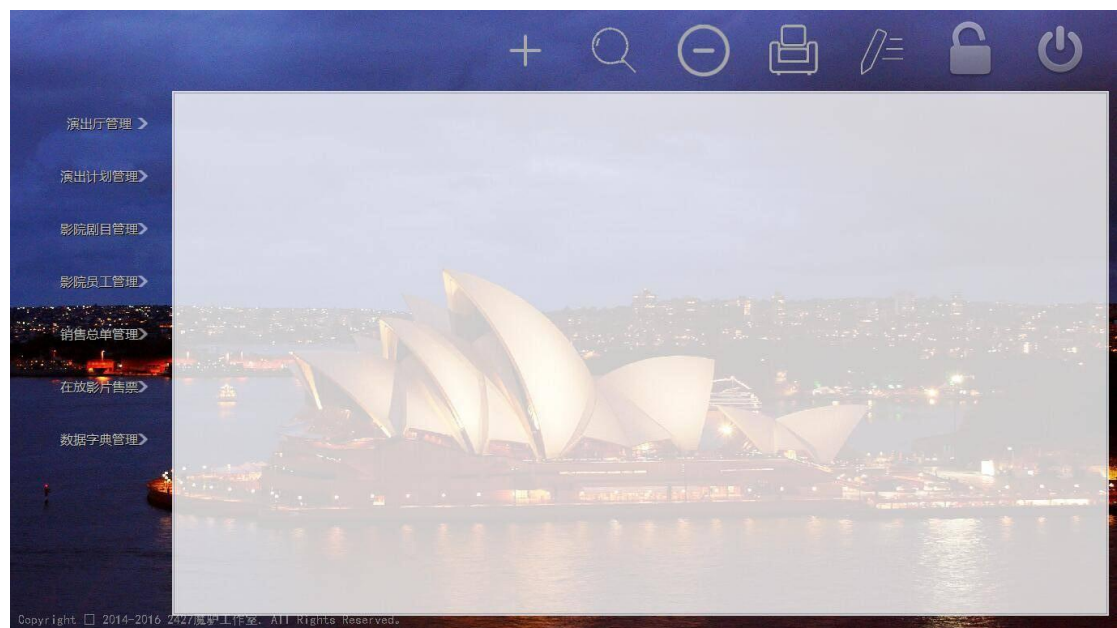 演出厅管理
演出计划管理
影院剧目管理
影院员工管理
销售总单管理
在放影片售票
数据字典管理
Copyright □ 2014-2016 2427魔驴工作室. All Rights Reserved.